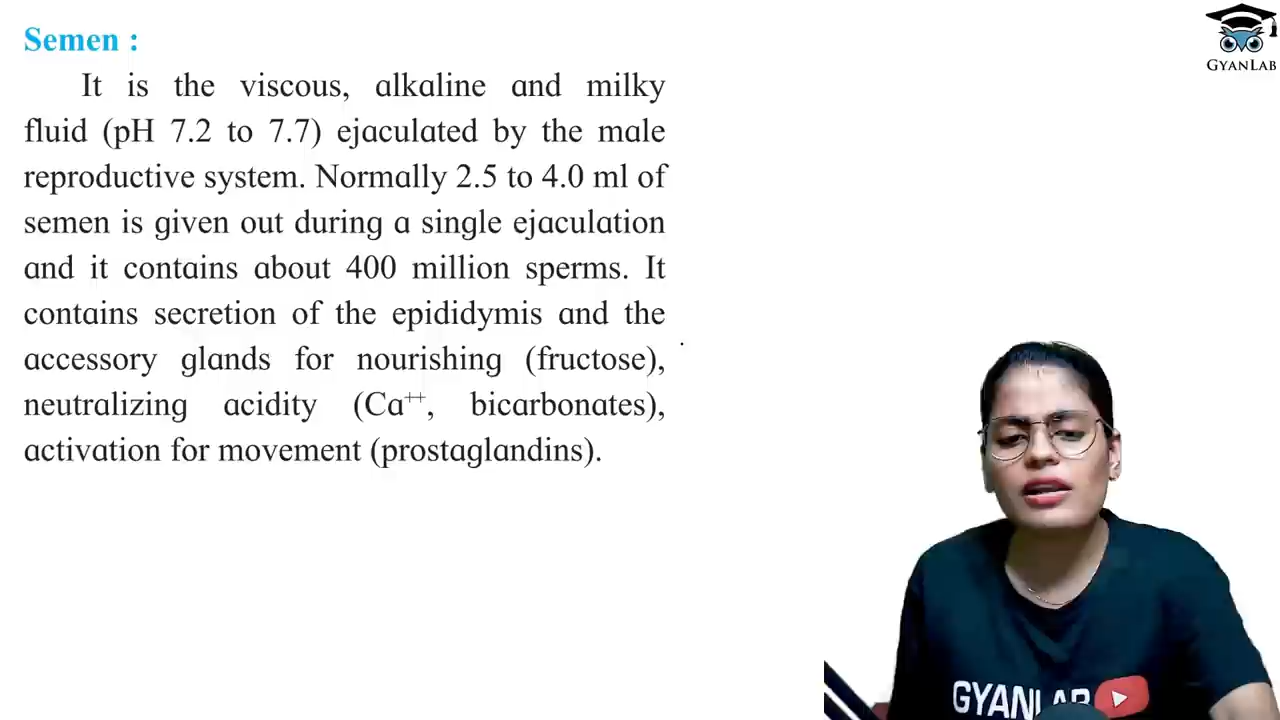 Semen :
It is the viscous, alkaline and milky
fluid (pH 7.2 to 7.7) ejaculated by the male
reproductive system. Normally 2.5 to 4.0 ml of
semen is given out during a single ejaculation
and it contains about 400 million sperms. It
contains secretion of the epididymis and the
accessory glands for nourishing (fructose),
neutralizing acidity (Ca⁺⁺, bicarbonates),
activation for movement (prostaglandins).
GYANLAB
GYANLAB